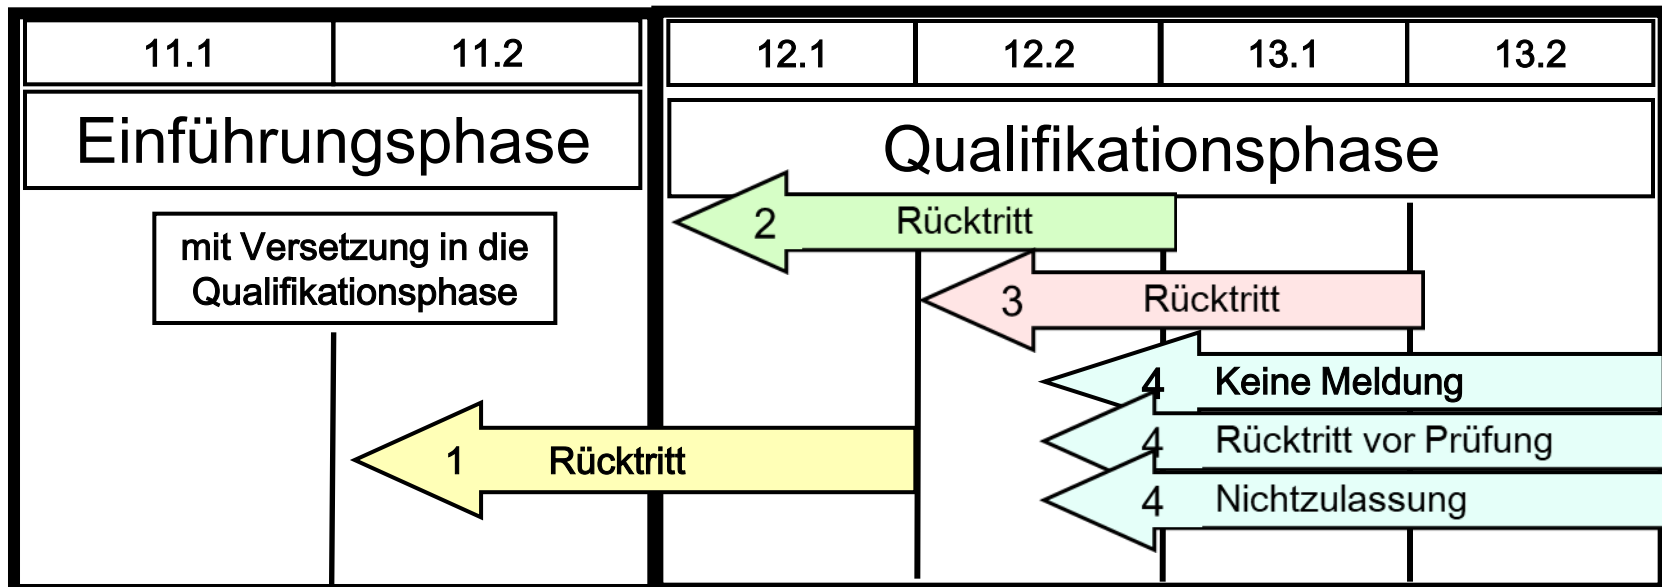 11.1 11.2 12.1 12.2 13.1 13.2
Einführungsphase
Qualifikationsphase
mit Versetzung in die
Qualifikationsphase
2 Rücktritt
3 Rücktritt
4 Keine Meldung
4 Rücktritt vor Prüfung
1 Rücktritt
4 Nichtzulassung